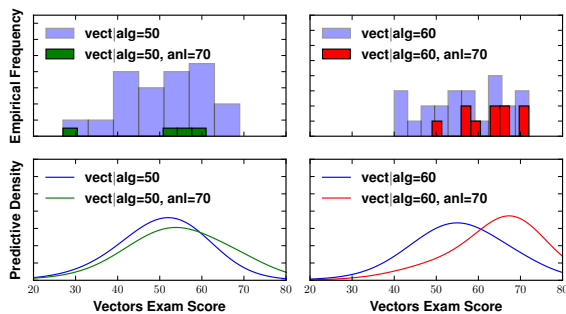 Empirical Frequency
vect|alg=50
vect|alg=50, anl=70
vect|alg=60
vect|alg=60, anl=70
Predictive Density
vect|alg=50
vect|alg=50, anl=70
vect|alg=60
vect|alg=60, anl=70
20 30 40 50 60 70 80
20 30 40 50 60 70 80
Vectors Exam Score
Vectors Exam Score